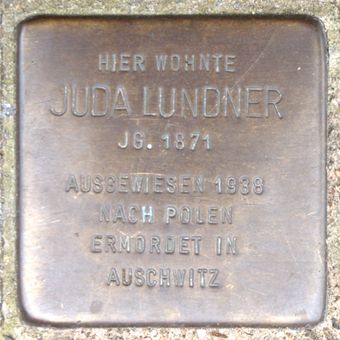 HIER WOHNTE
JUDA LUNDNER
JG. 1871
AUSGEWIESEN 1938
NACH POLEN
ERMORDET IN
AUSCHWITZ